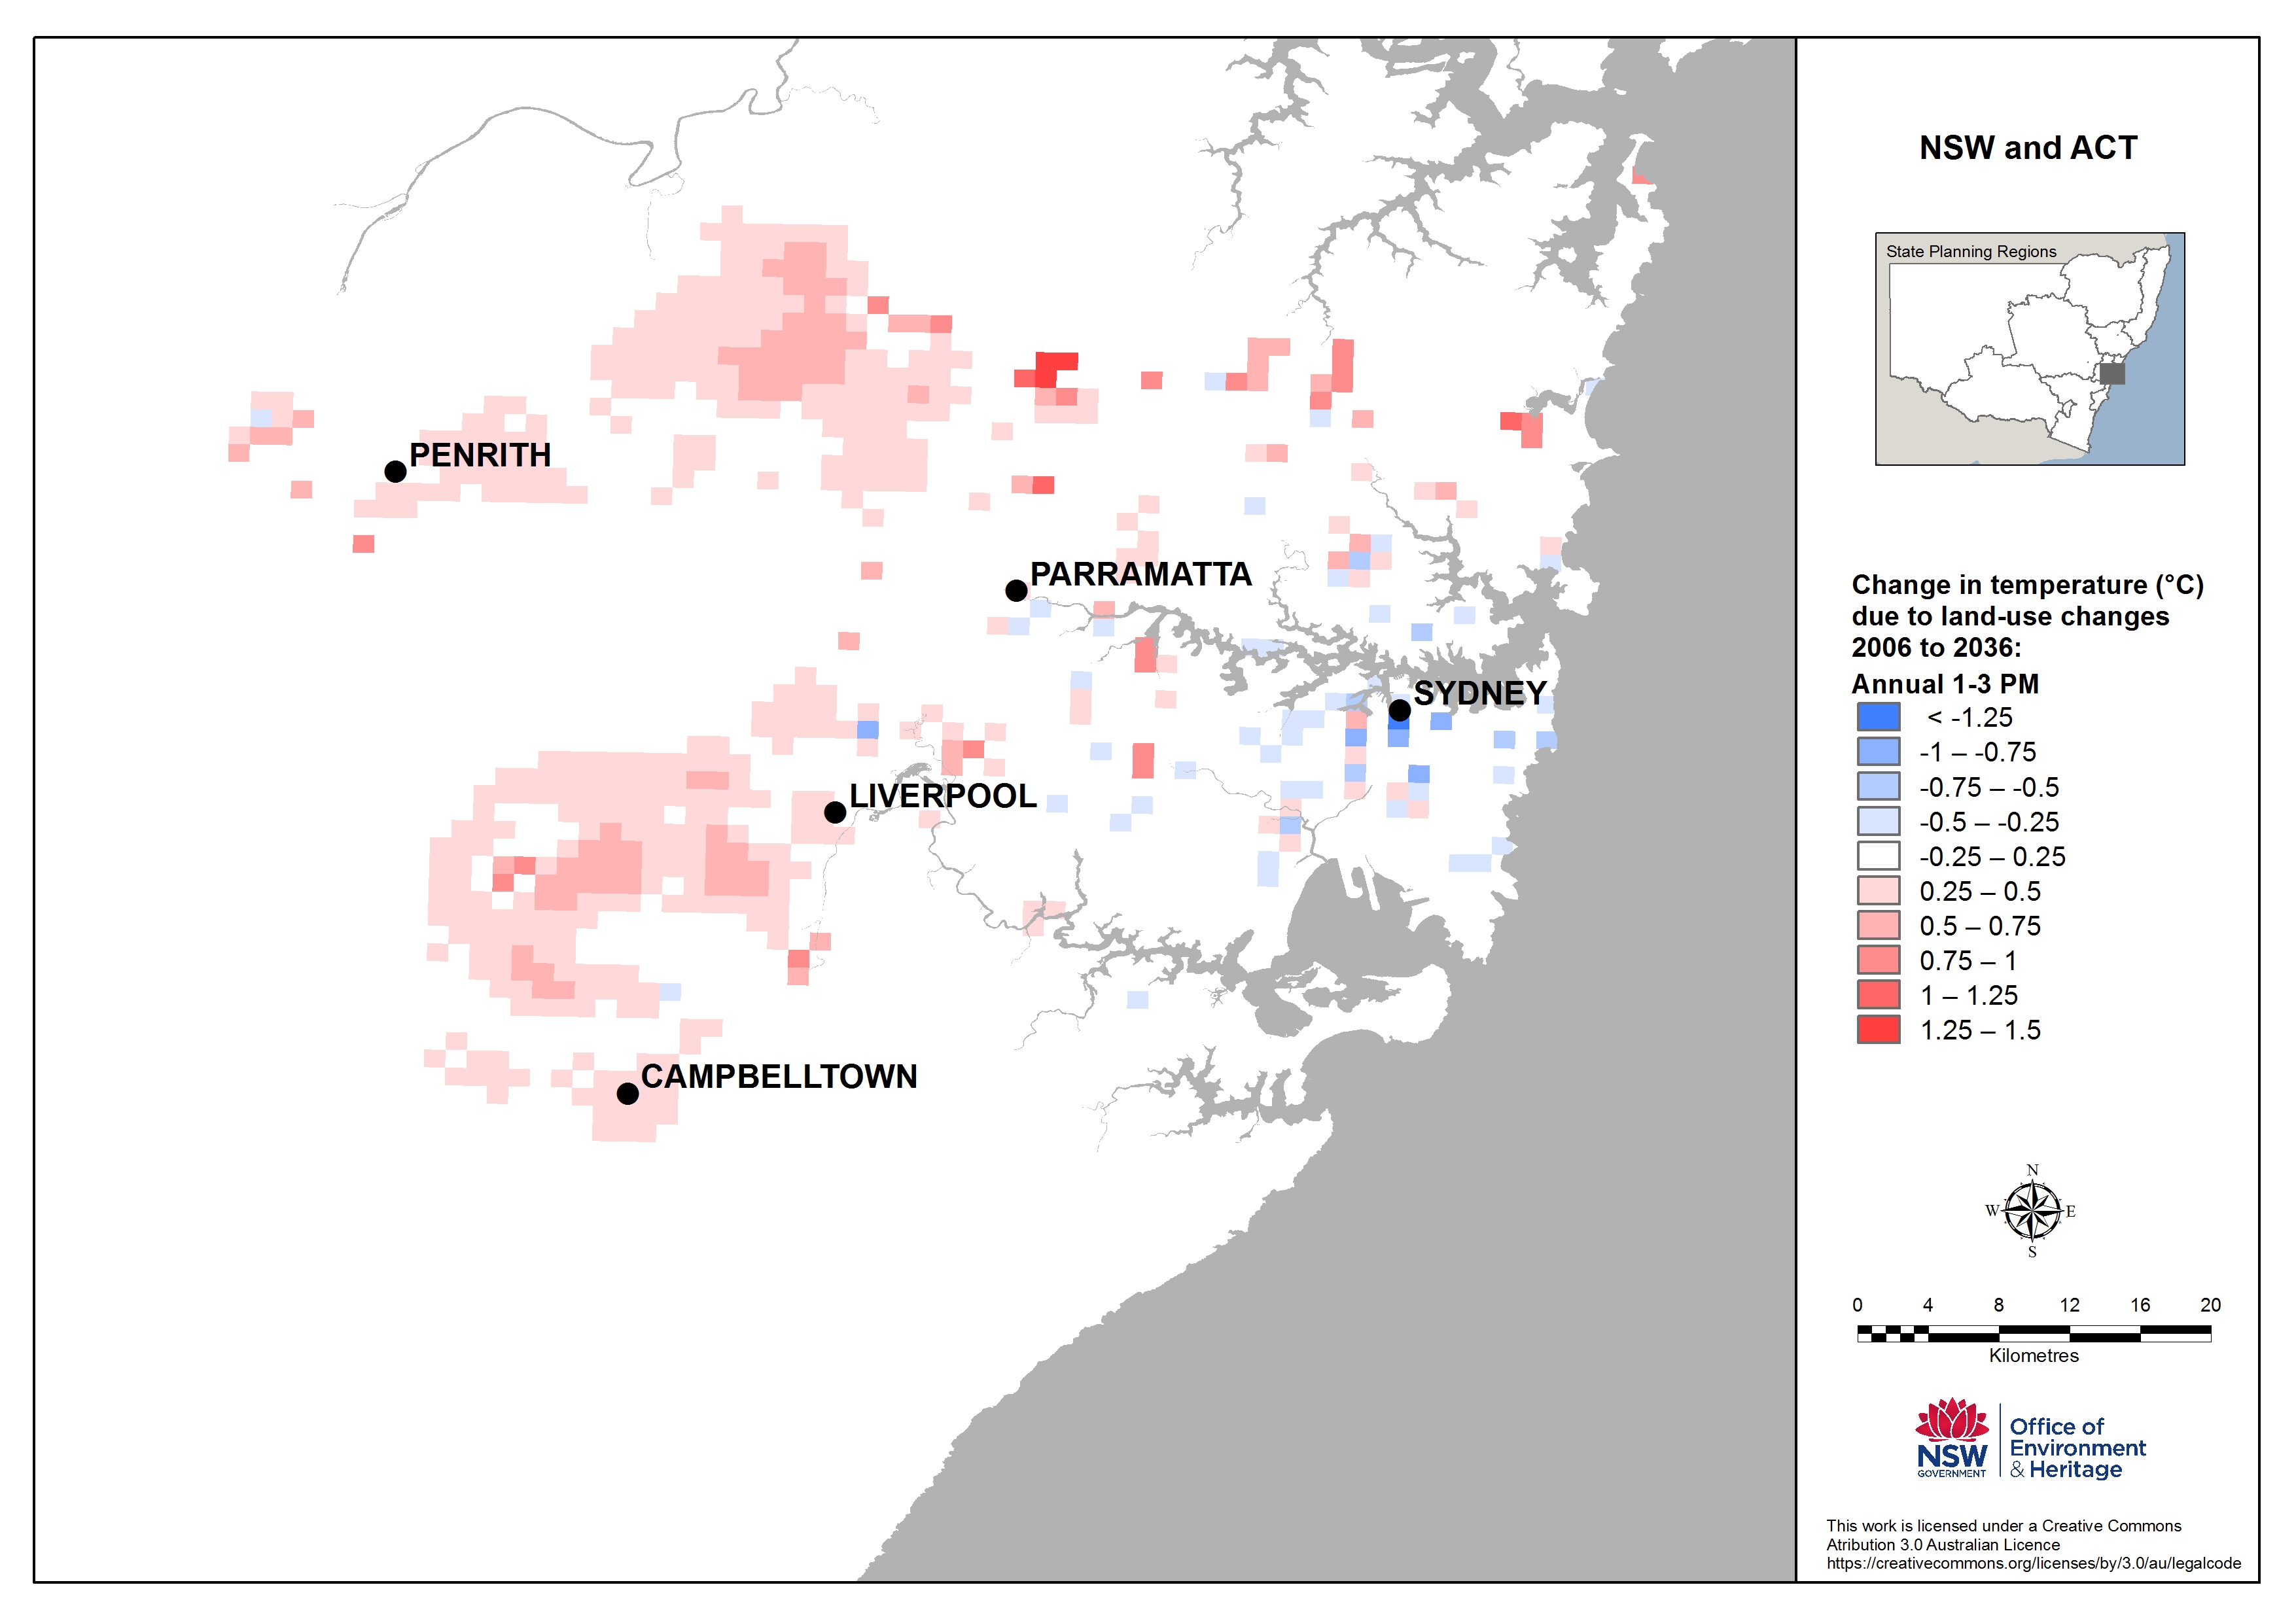 NSW and ACT
State Planning Regions
PENRITH
PARRAMATTA
SYDNEY
LIVERPOOL
CAMPBELLTOWN
Change in temperature (°C)
due to land-use changes
2006 to 2036:
Annual 1-3 PM
< -1.25
-1 – -0.75
-0.75 – -0.5
-0.5 – -0.25
-0.25 – 0.25
0.25 – 0.5
0.5 – 0.75
0.75 – 1
1 – 1.25
1.25 – 1.5
N
W E
S
0 4 8 12 16 20
Kilometres
NSW
GOVERNMENT
Office of
Environment
& Heritage
This work is licensed under a Creative Commons
Atribution 3.0 Australian Licence
https://creativecommons.org/licenses/by/3.0/au/legalcode